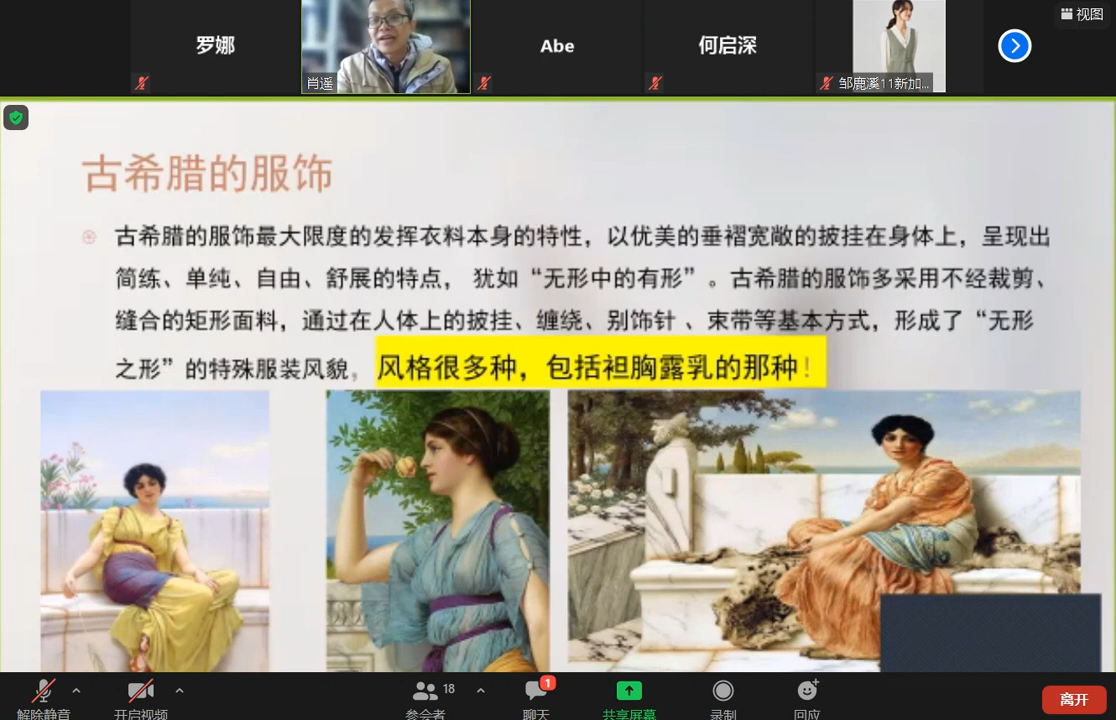 视图
罗娜
肖遥
Abe
何启深
邹鹿溪11新加...
古希腊的服饰
古希腊的服饰最大限度的发挥衣料本身的特性，以优美的垂褶宽敞的披挂在身体上，呈现出
简练、单纯、自由、舒展的特点， 犹如“无形中的有形”。古希腊的服饰多采用不经裁剪、
缝合的矩形面料，通过在人体上的披挂、缠绕、别饰针 、束带等基本方式，形成了“无形
之形”的特殊服装风貌，风格很多种，包括袒胸露乳的那种！
解除静音
开启视频
18
参会者
1
聊天
共享屏幕
录制
回应
离开